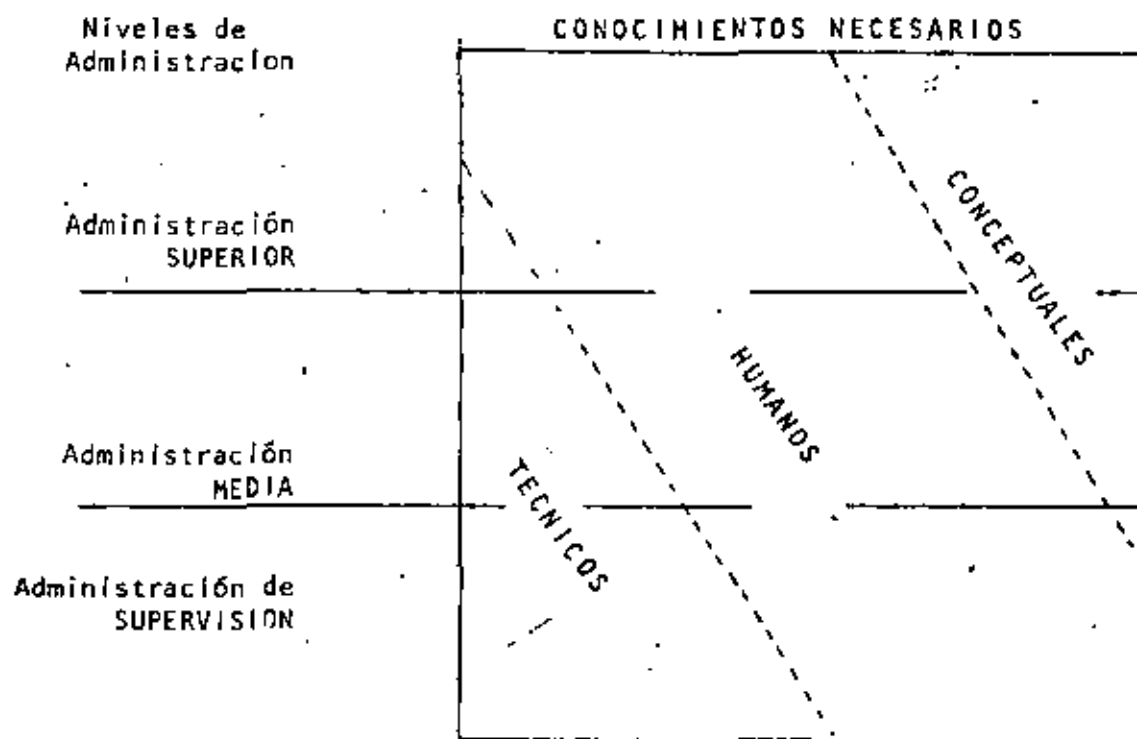 Niveles de
Administracion
CONOCIMIENTOS NECESARIOS
Administración
SUPERIOR
CONCEPTUALES
HUMANOS
Administración
MEDIA
TECNICOS
Administración de
SUPERVISION